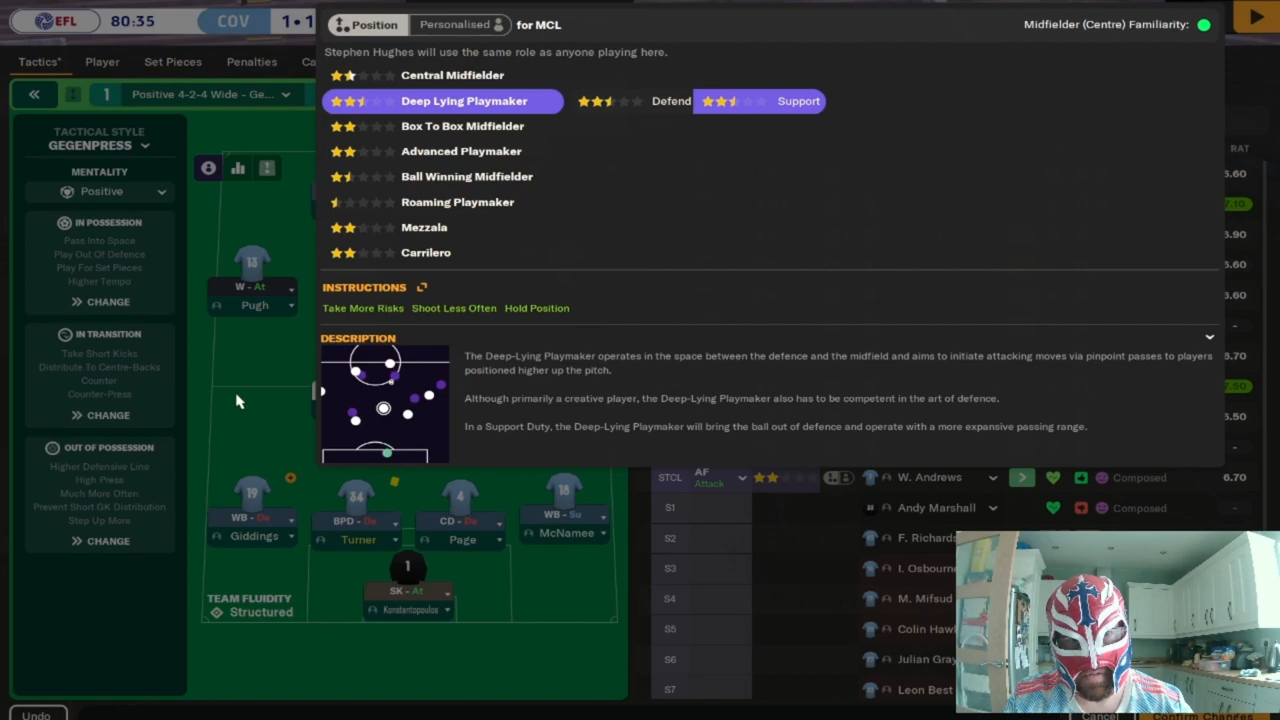 EFL 80:35 COV 1 • 1
Position Personalised for MCL Midfielder (Centre) Familiarity:
Tactics* Player Set Pieces Penalties
Stephen Hughes will use the same role as anyone playing here.
Central Midfielder
1 Positive 4-2-4 Wide - Ge...
Deep Lying Playmaker Defend Support
Box To Box Midfielder
Advanced Playmaker
Ball Winning Midfielder
Roaming Playmaker
Mezzala
Carrilero
INSTRUCTIONS
Take More Risks Shoot Less Often Hold Position
DESCRIPTION
The Deep-Lying Playmaker operates in the space between the defence and the midfield and aims to initiate attacking moves via pinpoint passes to players
positioned higher up the pitch.
Although primarily a creative player, the Deep-Lying Playmaker also has to be competent in the art of defence.
In a Support Duty, the Deep-Lying Playmaker will bring the ball out of defence and operate with a more expansive passing range.
TACTICAL STYLE
GEGENPRESS
MENTALITY
Positive
IN POSSESSION
Pass Into Space
Play Out Of Defence
Play For Set Pieces
Higher Tempo
CHANGE
IN TRANSITION
Take Short Kicks
Distribute To Centre-Backs
Counter
Counter-Press
CHANGE
OUT OF POSSESSION
Higher Defensive Line
High Press
Much More Often
Prevent Short GK Distribution
Step Up More
CHANGE
13
W - At
Pugh
19
WB - De
Giddings
34
BPD - De
Turner
4
CD - De
Page
18
WB - Su
McNamee
1
SK - At
Konstantopoulos
TEAM FLUIDITY
Structured
RAT
STCL AF Attack W. Andrews Composed 6.70
S1 Andy Marshall Composed -
S2 F. Richards
S3 I. Osbourne
S4 M. Mifsud
S5 Colin Haw
S6 Julian Gray
S7 Leon Best
Undo Cancel Confirm Changes